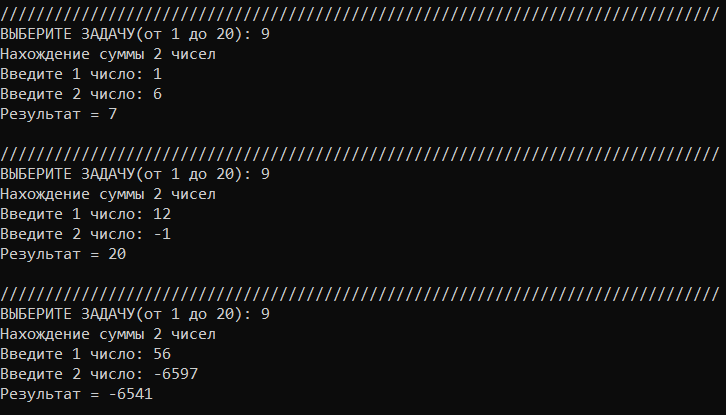 ////////////////////////////////////////////////////////////////////////////////
ВЫБЕРИТЕ ЗАДАЧУ(от 1 до 20): 9
Нахождение суммы 2 чисел
Введите 1 число: 1
Введите 2 число: 6
Результат = 7
////////////////////////////////////////////////////////////////////////////////
ВЫБЕРИТЕ ЗАДАЧУ(от 1 до 20): 9
Нахождение суммы 2 чисел
Введите 1 число: 12
Введите 2 число: -1
Результат = 20
////////////////////////////////////////////////////////////////////////////////
ВЫБЕРИТЕ ЗАДАЧУ(от 1 до 20): 9
Нахождение суммы 2 чисел
Введите 1 число: 56
Введите 2 число: -6597
Результат = -6541